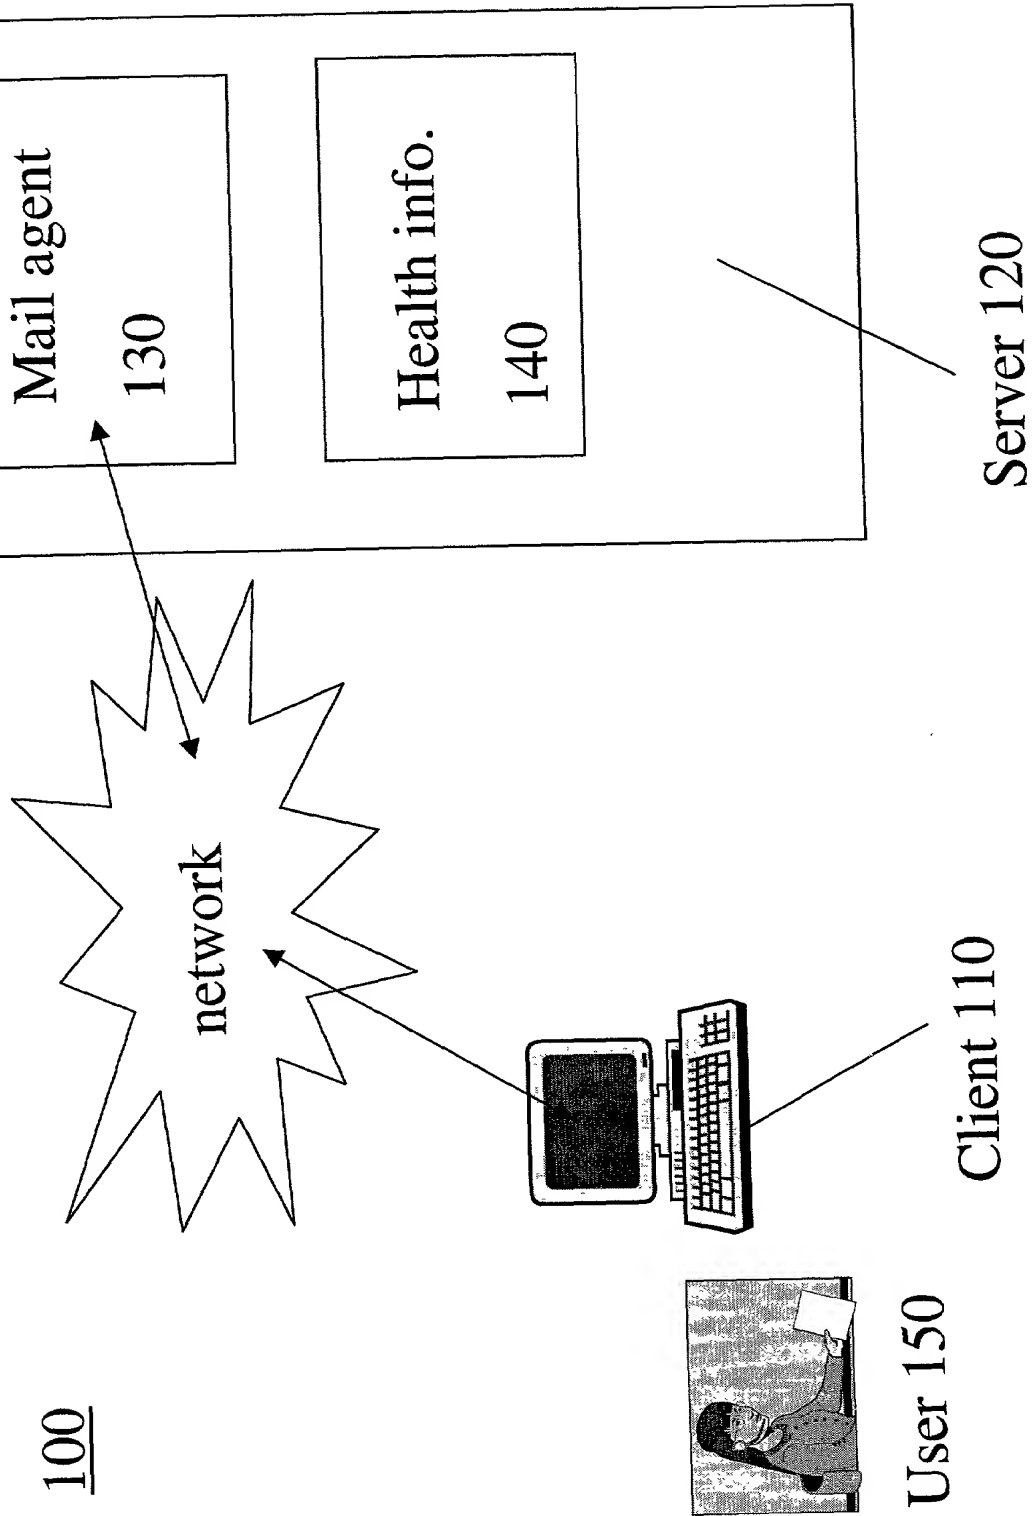 100
network
Mail agent
130
Health info.
140
User 150
Client 110
Server 120